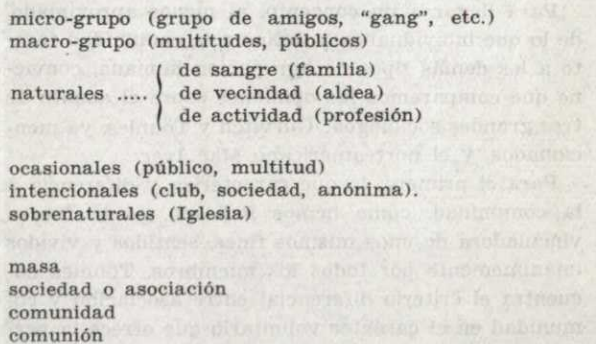 micro-grupo (grupo de amigos, "gang", etc.)
macro-grupo (multitudes, públicos)
de sangre (familia)
naturales .... { de vecindad (aldea)
de actividad (profesión)
ocasionales (público, multitud)
intencionales (club, sociedad, anónima).
sobrenaturales (Iglesia)
masa
sociedad o asociación
comunidad
comunión